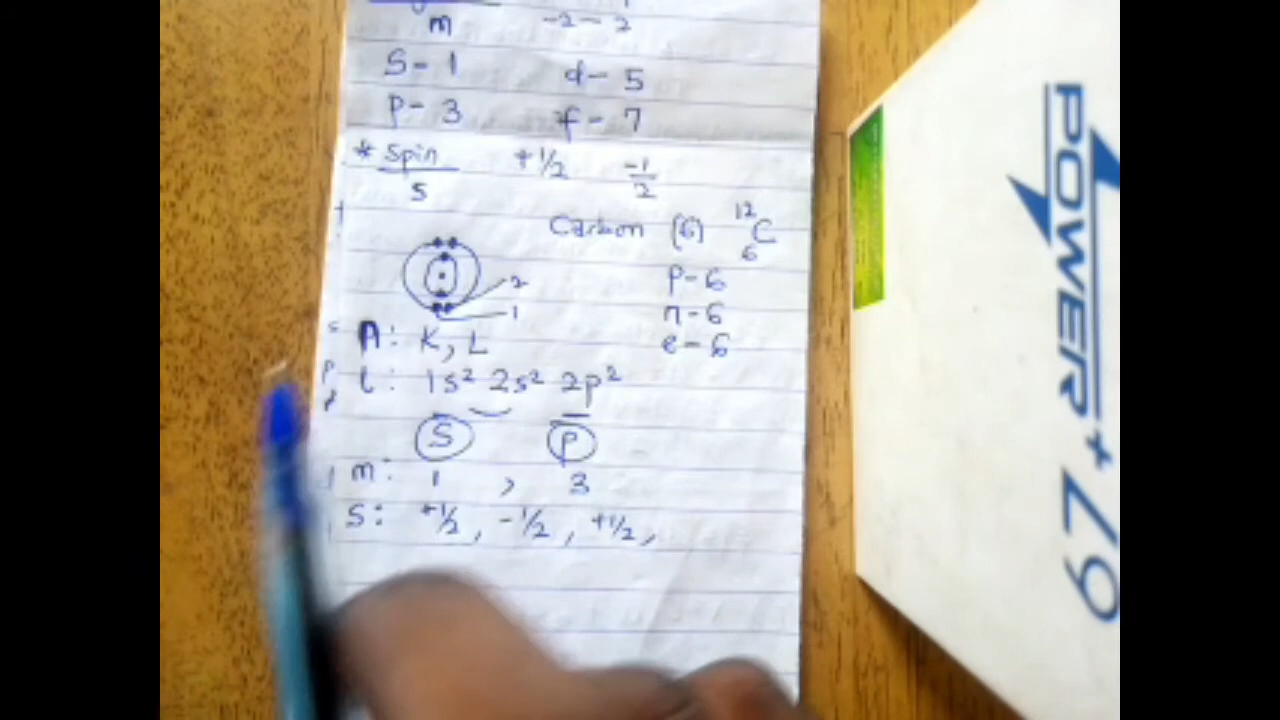 m -2 - 2
S - 1 d - 5
p - 3 f - 7
* Spin +1/2 -1/2
s
Carbon (6) 12 6 C
p - 6
2
n - 6
1
e - 6
n: K, L
l: 1s² 2s² 2p²
S P
m: 1 , 3
S: +1/2, -1/2, +1/2,
POWER+ Z9